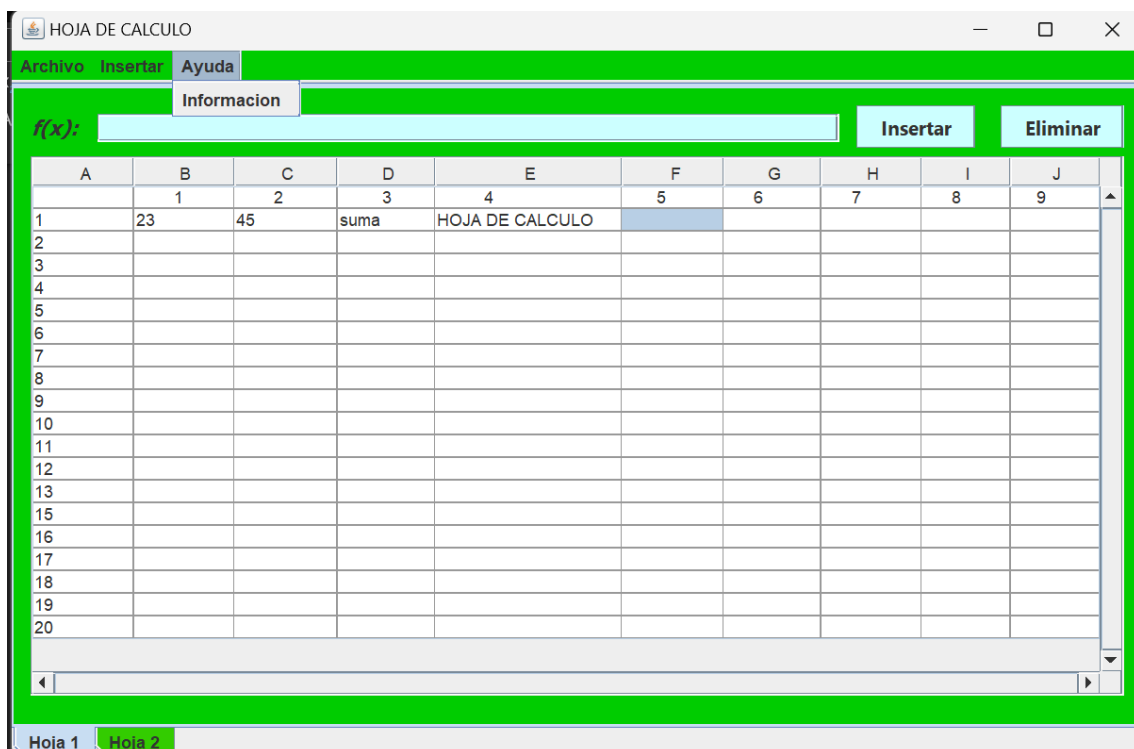 HOJA DE CALCULO
Archivo Insertar Ayuda
Informacion
f(x): Insertar Eliminar
A B C D E F G H I J
1 2 3 4 5 6 7 8 9
1 23 45 suma HOJA DE CALCULO
2
3
4
5
6
7
8
9
10
11
12
13
15
16
17
18
19
20
Hoja 1 Hoja 2